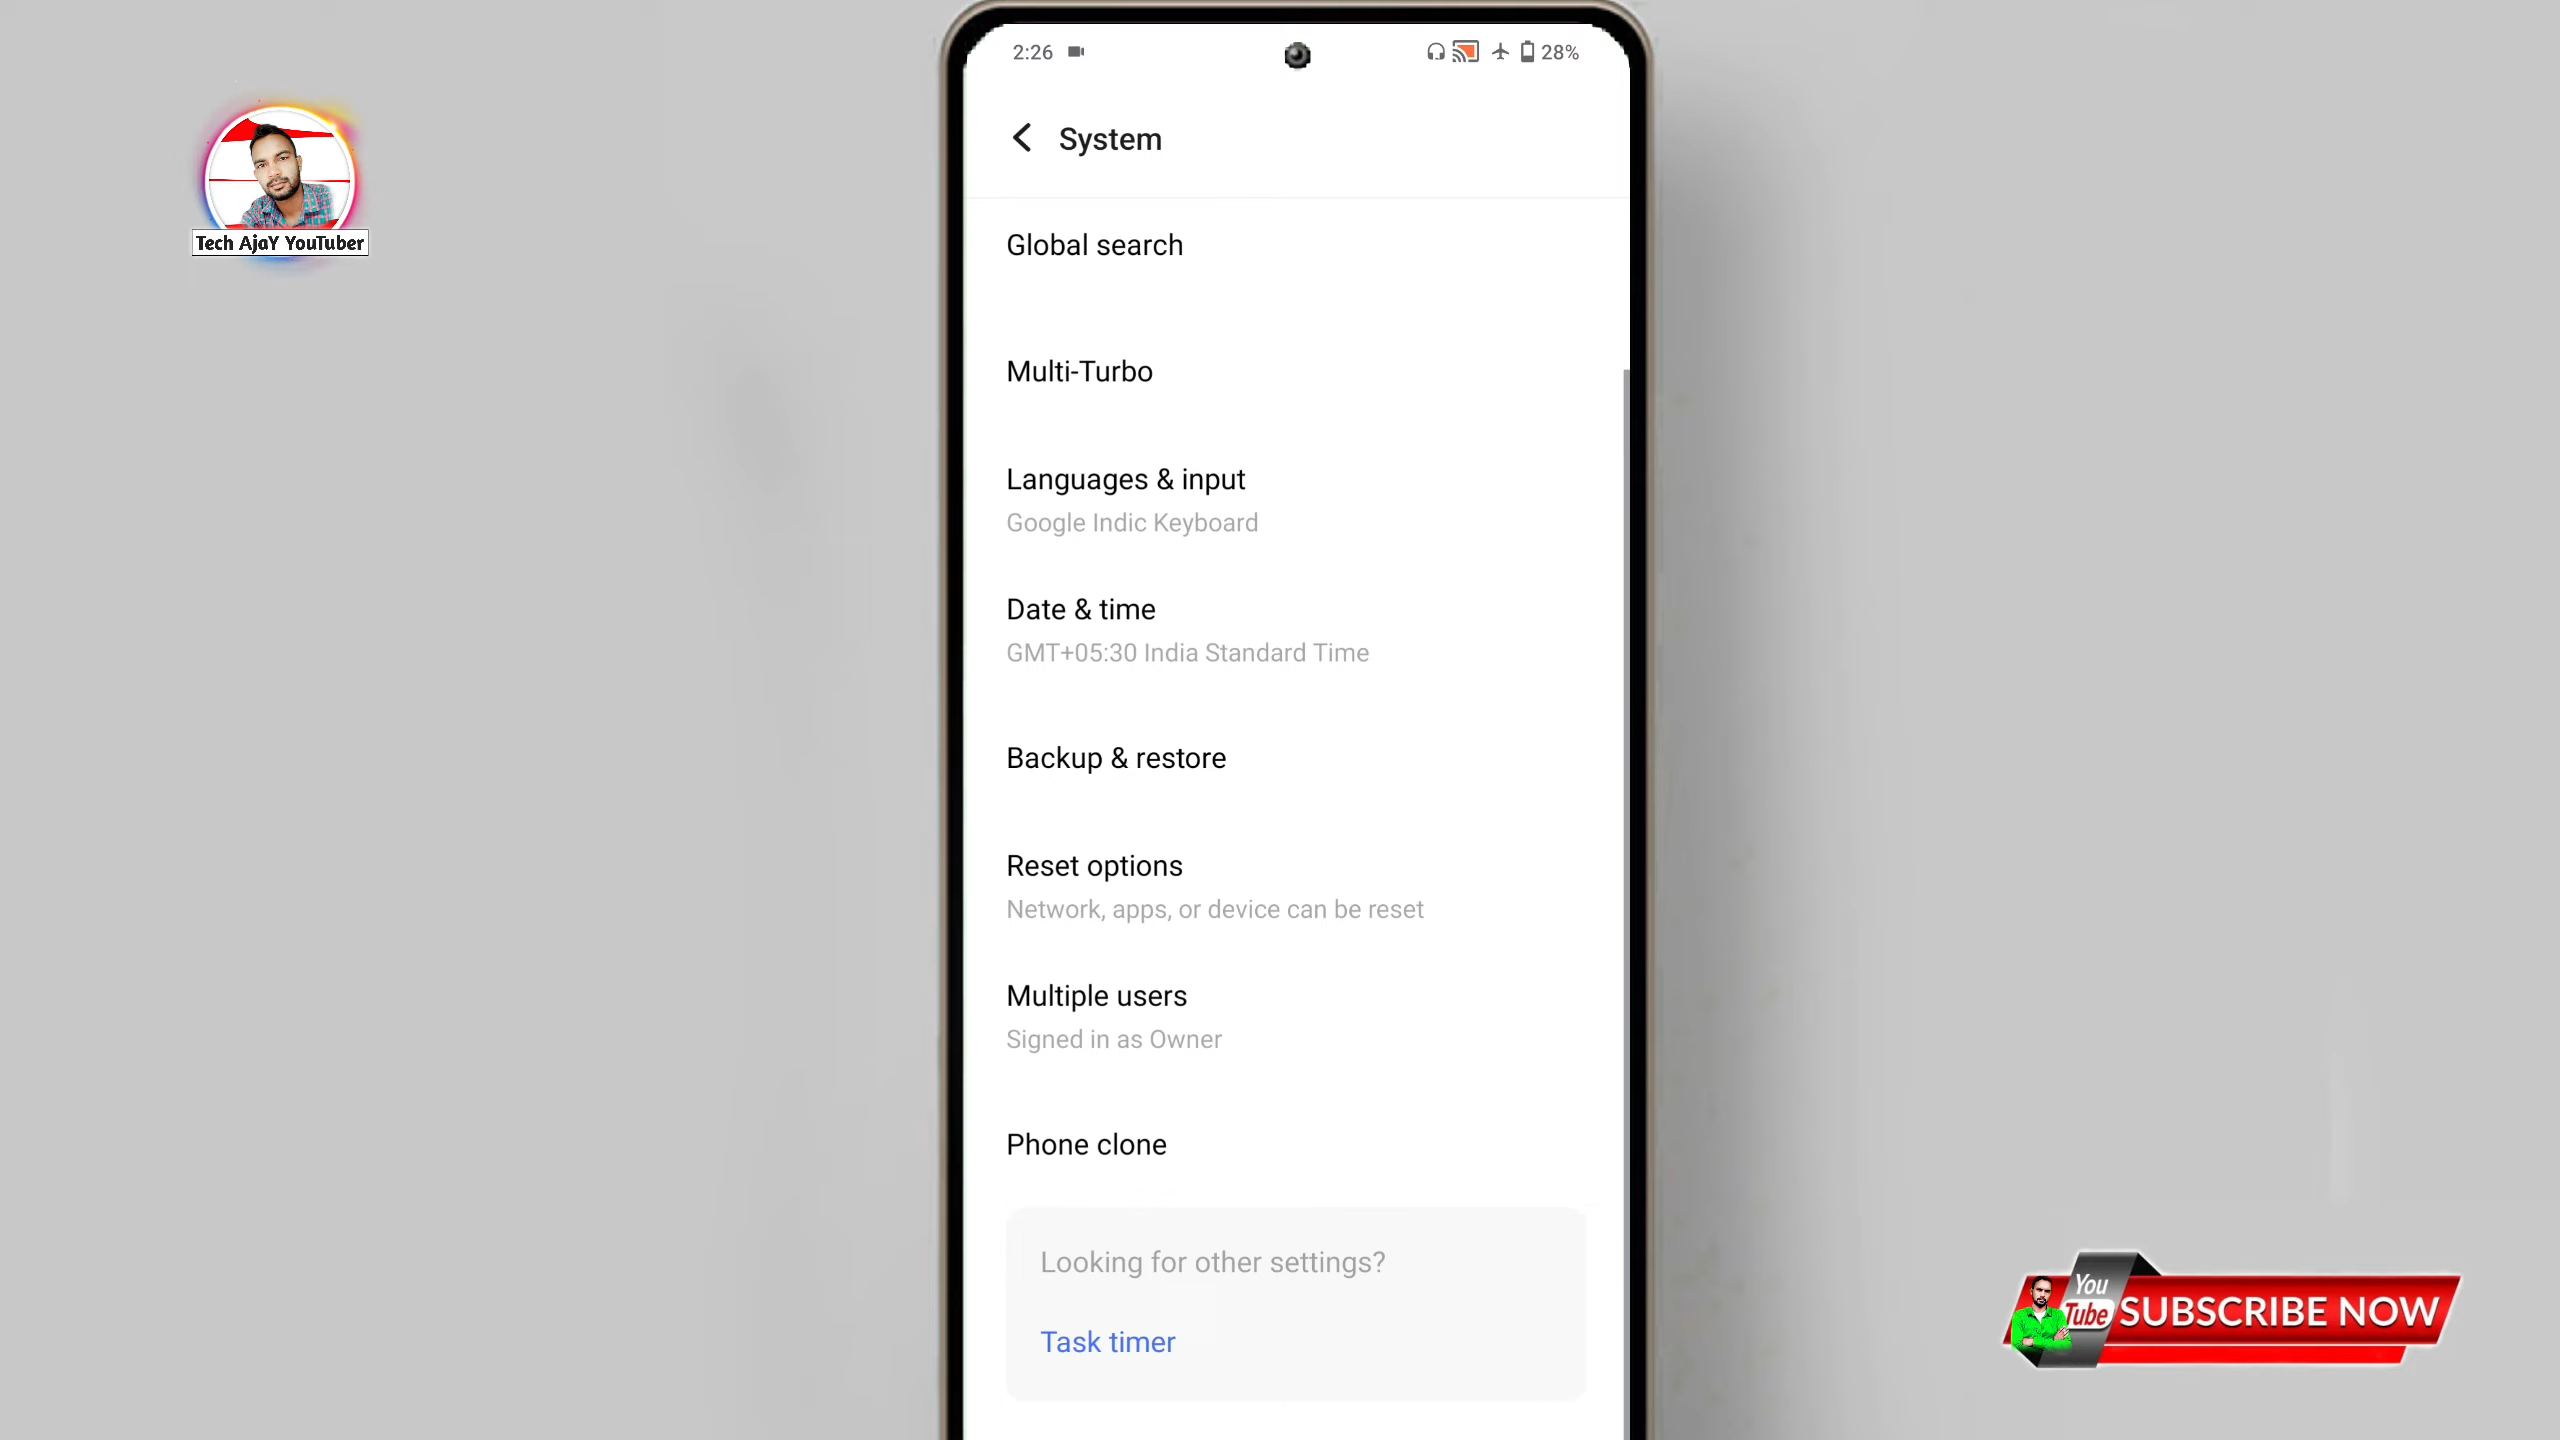 2:26
28%
Tech AjaY YouTuber
System
Global search
Multi-Turbo
Languages & input
Google Indic Keyboard
Date & time
GMT+05:30 India Standard Time
Backup & restore
Reset options
Network, apps, or device can be reset
Multiple users
Signed in as Owner
Phone clone
Looking for other settings?
Task timer
You
Tube
SUBSCRIBE NOW